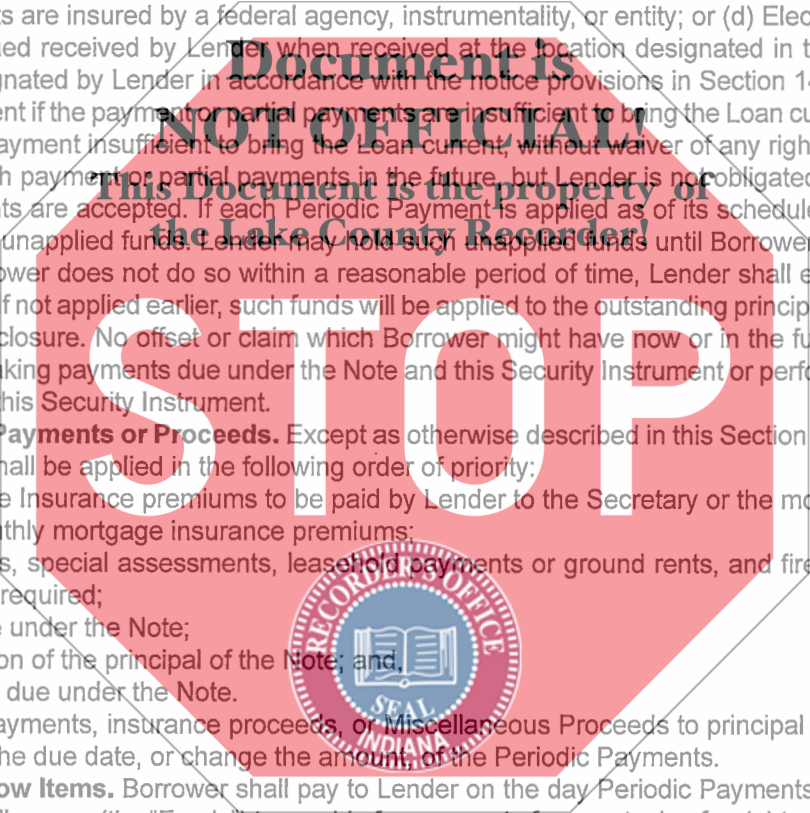 ts are insured by a federal agency, instrumentality, or entity; or (d) Elec
ed received by Lender when received at the location designated in t
Document is
gnated by Lender in accordance with the notice provisions in Section 1
ent if the payment or partial payments are insufficient to bring the Loan cu
NOT OFFICIAL!
ayment insufficient to bring the Loan current, without waiver of any righ
h payment or partial payments in the future, but Lender is not obligated
This Document is the property of
ts are accepted. If each Periodic Payment is applied as of its schedul
the Lake County Recorder!
unapplied funds. Lender may hold such unapplied funds until Borrower
ower does not do so within a reasonable period of time, Lender shall e
f not applied earlier, such funds will be applied to the outstanding princip
closure. No offset or claim which Borrower might have now or in the fu
king payments due under the Note and this Security Instrument or perfo
his Security Instrument.
STOP
Payments or Proceeds. Except as otherwise described in this Section
hall be applied in the following order of priority:
e Insurance premiums to be paid by Lender to the Secretary or the mo
thly mortgage insurance premiums;
s, special assessments, leasehold payments or ground rents, and fire
required;
e under the Note;
on of the principal of the Note; and,
due under the Note.
RECORDER'S OFFICE
SEAL
INDIANA
ayments, insurance proceeds, or Miscellaneous Proceeds to principal
he due date, or change the amount, of the Periodic Payments.
ow Items. Borrower shall pay to Lender on the day Periodic Payments